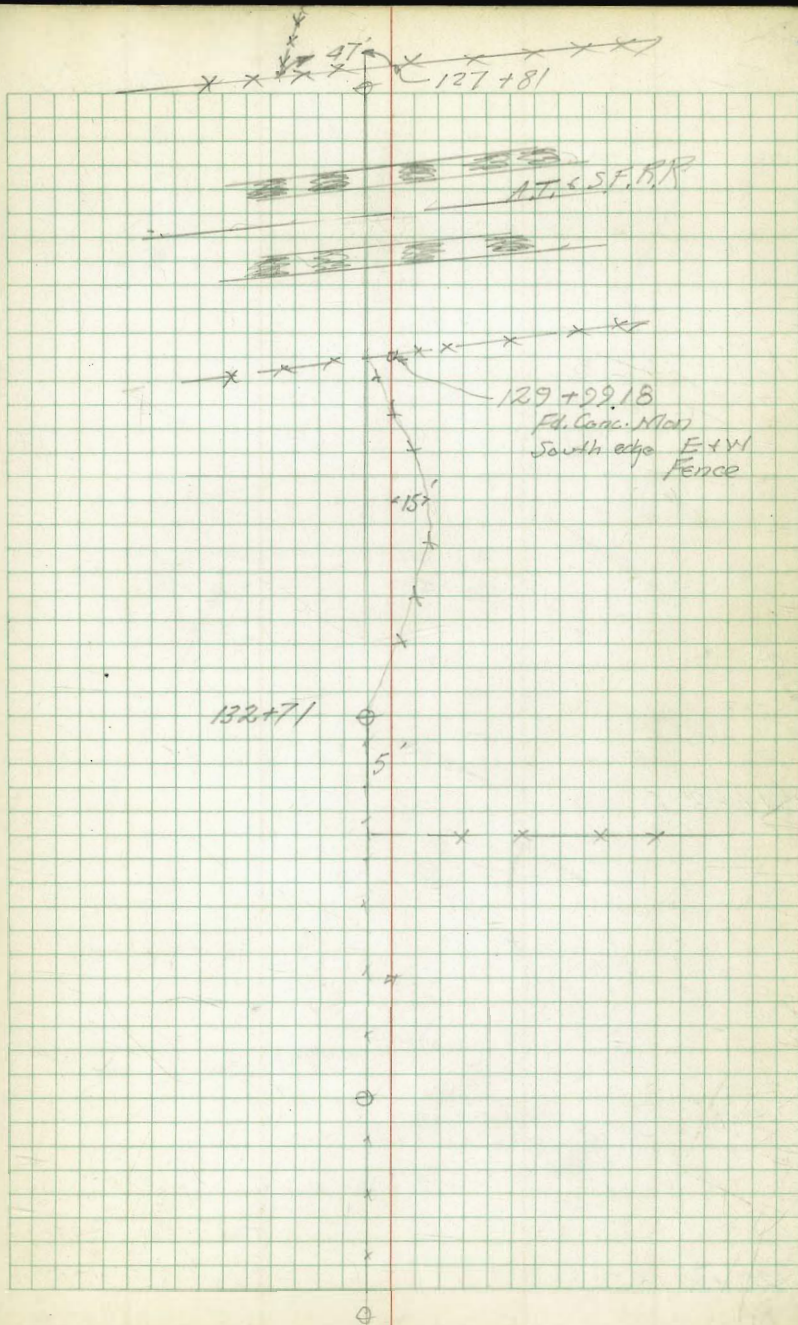 47'
127+81
A.T. & S.F. R.R
129+99.18
Fd. Conc. Mon
South edge E+W
Fence
15'
132+71
5'